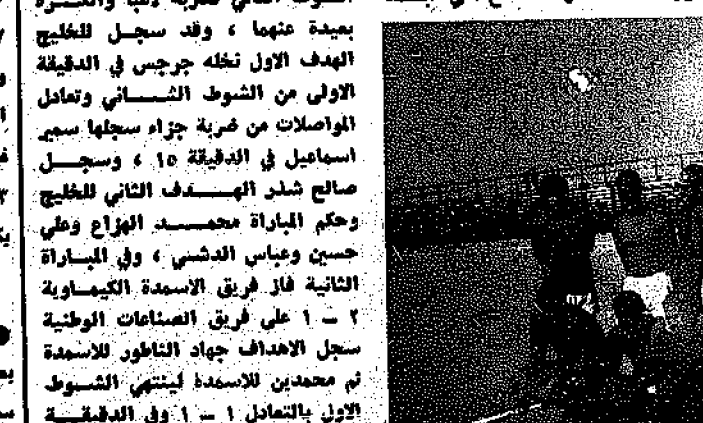 بعيدة عنهما ، وقد سجل للخليج
الهدف الاول نخله جرجس في الدقيقة
الاولى من الشوط الثاني وتعادل
المواصلات من ضربة جزاء سجلها سمير
اسماعيل في الدقيقة ١٥ ، وسجل
صالح شذر الهدف الثاني للخليج
وحكم المباراة محمد الهزاع وعلي
حسين وعباس الدشتي ، وفي المباراة
الثانية فاز فريق الاسمدة الكيماوية
٢ - ١ على فريق الصناعات الوطنية
سجل الاهداف جهاد الناطور للاسمدة
ثم محمدين للاسمدة لينتهي الشوط
الاول بالتعادل ١ - ١ وفي الدقيقة